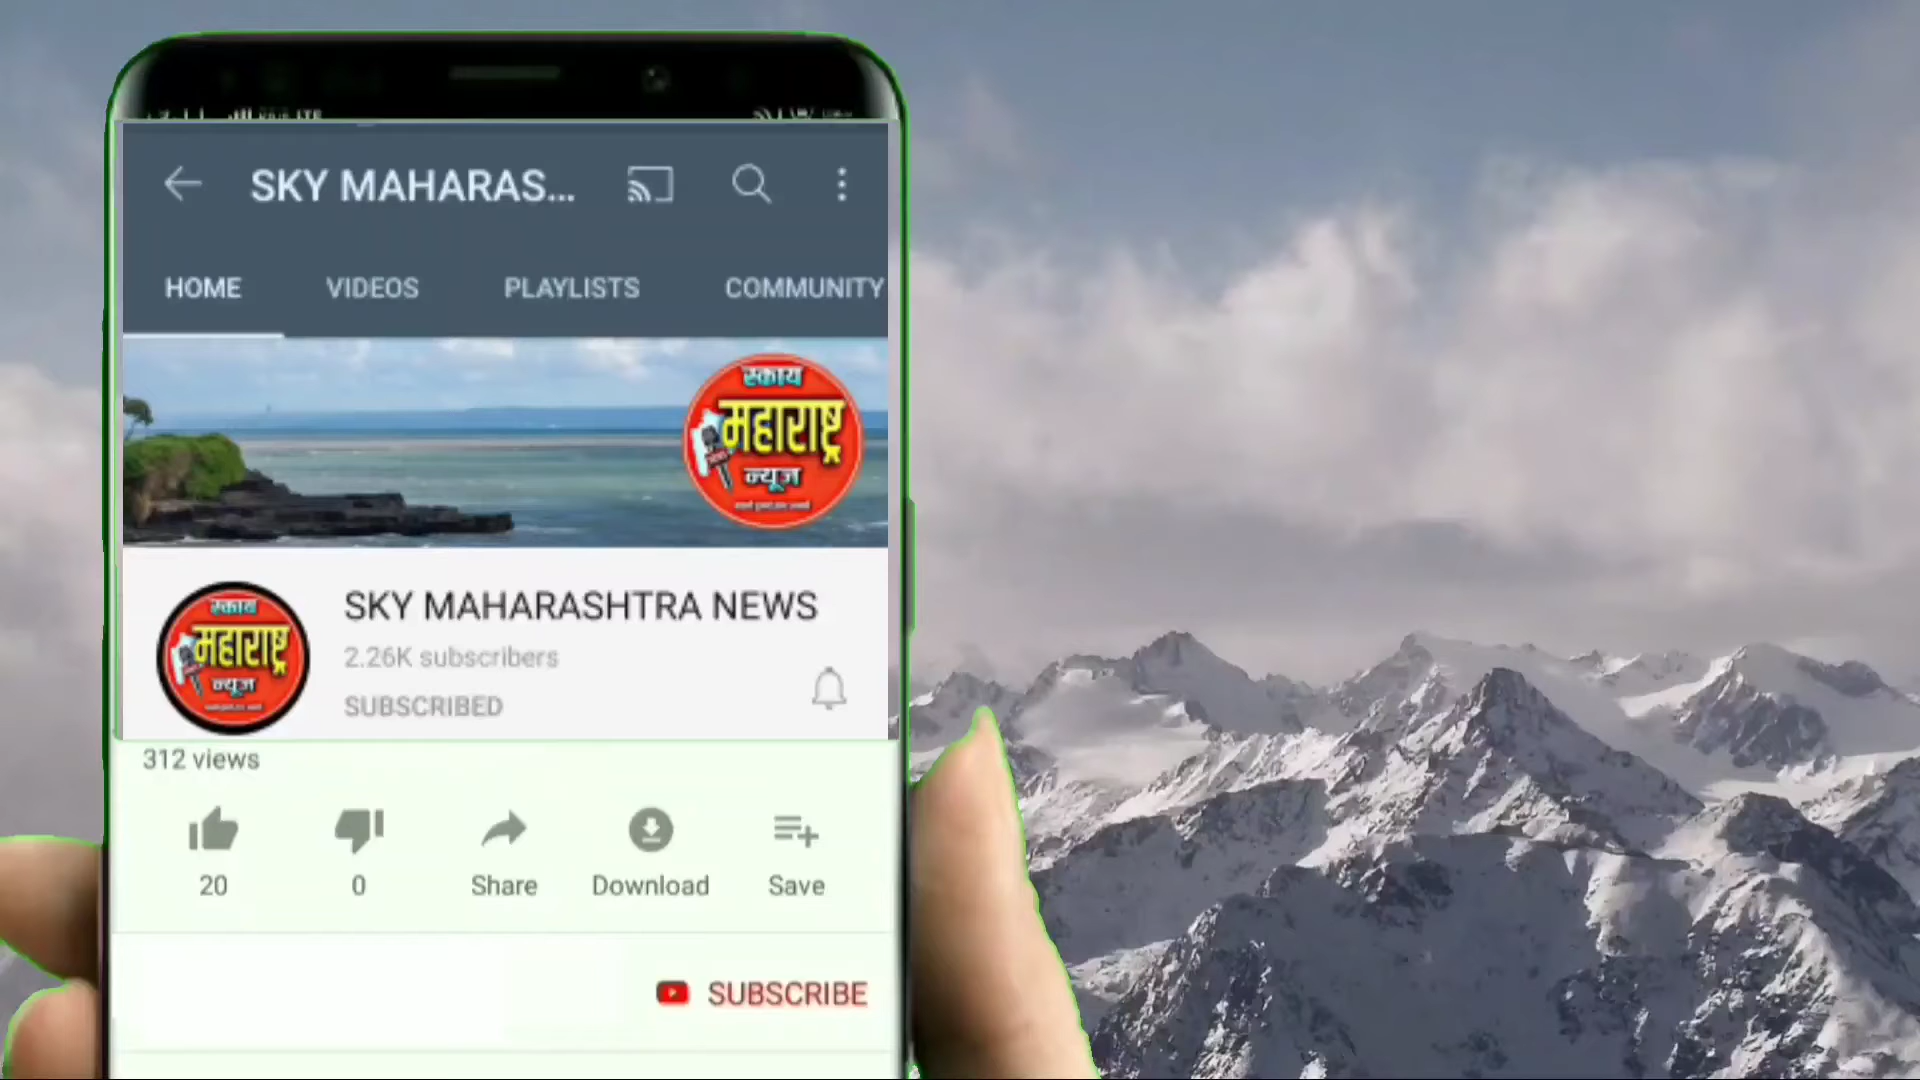 SKY MAHARAS...
HOME VIDEOS PLAYLISTS COMMUNITY
स्काय
महाराष्ट्र
न्यूज
SKY MAHARASHTRA NEWS
2.26K subscribers
SUBSCRIBED
स्काय
महाराष्ट्र
न्यूज
312 views
20 0 Share Download Save
SUBSCRIBE